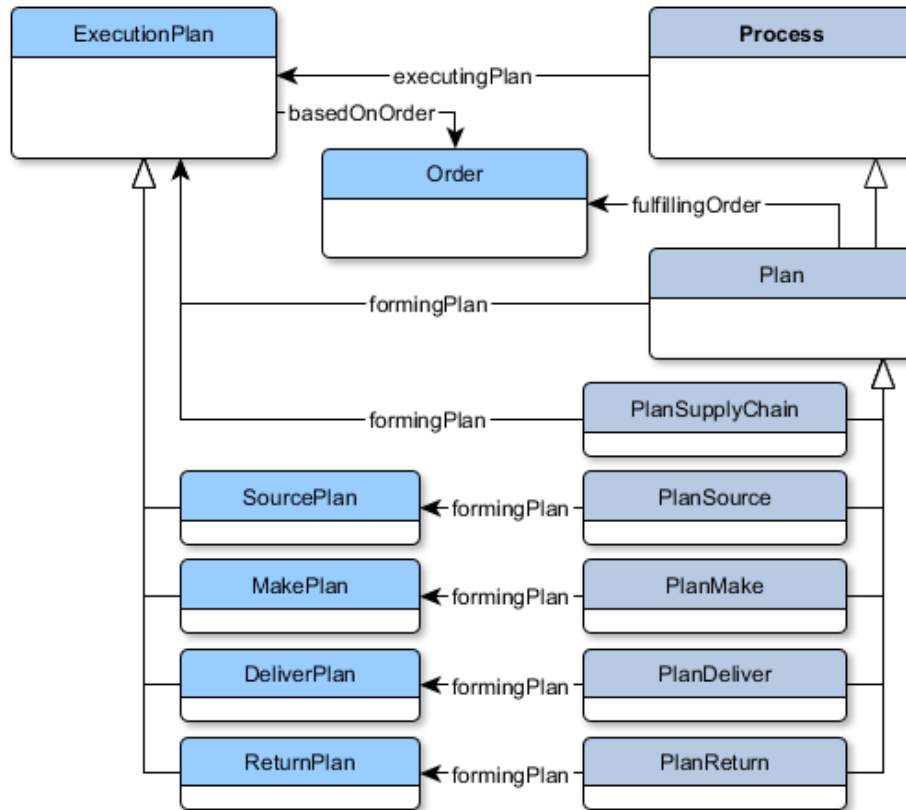 ExecutionPlan
Process
executingPlan
basedOnOrder
Order
fulfillingOrder
Plan
formingPlan
PlanSupplyChain
formingPlan
SourcePlan
formingPlan
PlanSource
MakePlan
formingPlan
PlanMake
DeliverPlan
formingPlan
PlanDeliver
ReturnPlan
formingPlan
PlanReturn